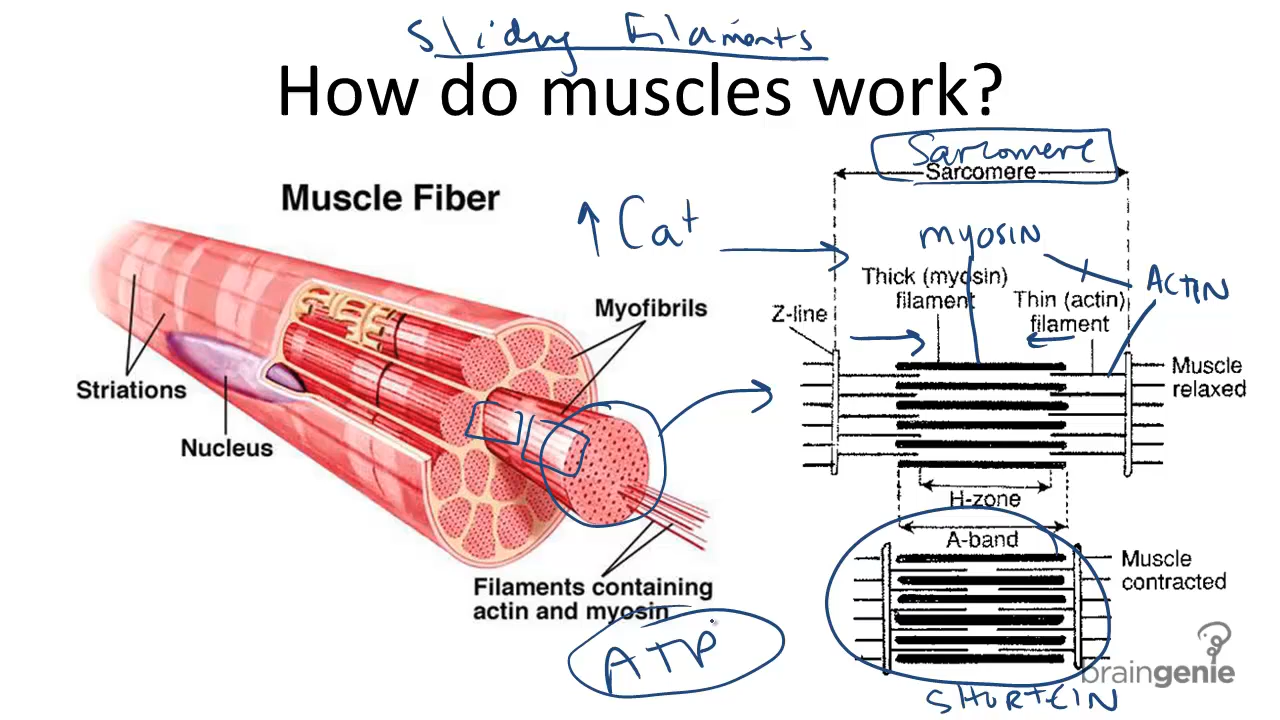 Sliding Filaments
How do muscles work?
Sarcomere
Sarcomere
Muscle Fiber
↑ Ca+
myosin
ACTIN
Thick (myosin)
filament
Thin (actin)
filament
Z-line
Myofibrils
Striations
Nucleus
Muscle
relaxed
H-zone
A-band
Muscle
contracted
Filaments containing
actin and myosin
ATP
braingenie
SHORTEIN